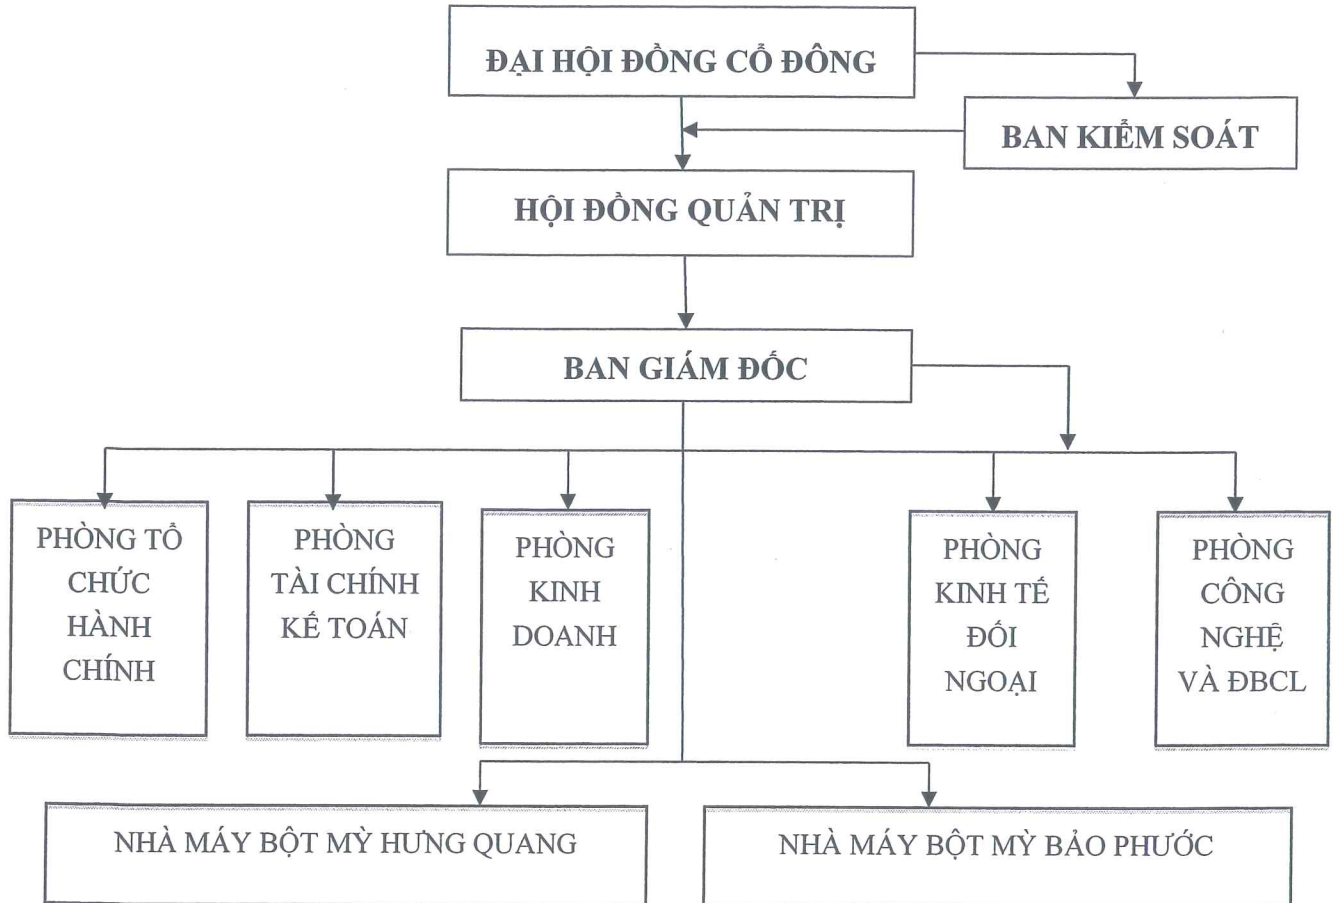 ĐẠI HỘI ĐỒNG CỔ ĐÔNG
BAN KIỂM SOÁT
HỘI ĐỒNG QUẢN TRỊ
BAN GIÁM ĐỐC
PHÒNG TỔ
CHỨC
HÀNH
CHÍNH
PHÒNG
TÀI CHÍNH
KẾ TOÁN
PHÒNG
KINH
DOANH
PHÒNG
KINH TẾ
ĐỐI
NGOẠI
PHÒNG
CÔNG
NGHỆ
VÀ ĐBCL
NHÀ MÁY BỘT MỲ HƯNG QUANG
NHÀ MÁY BỘT MỲ BẢO PHƯỚC